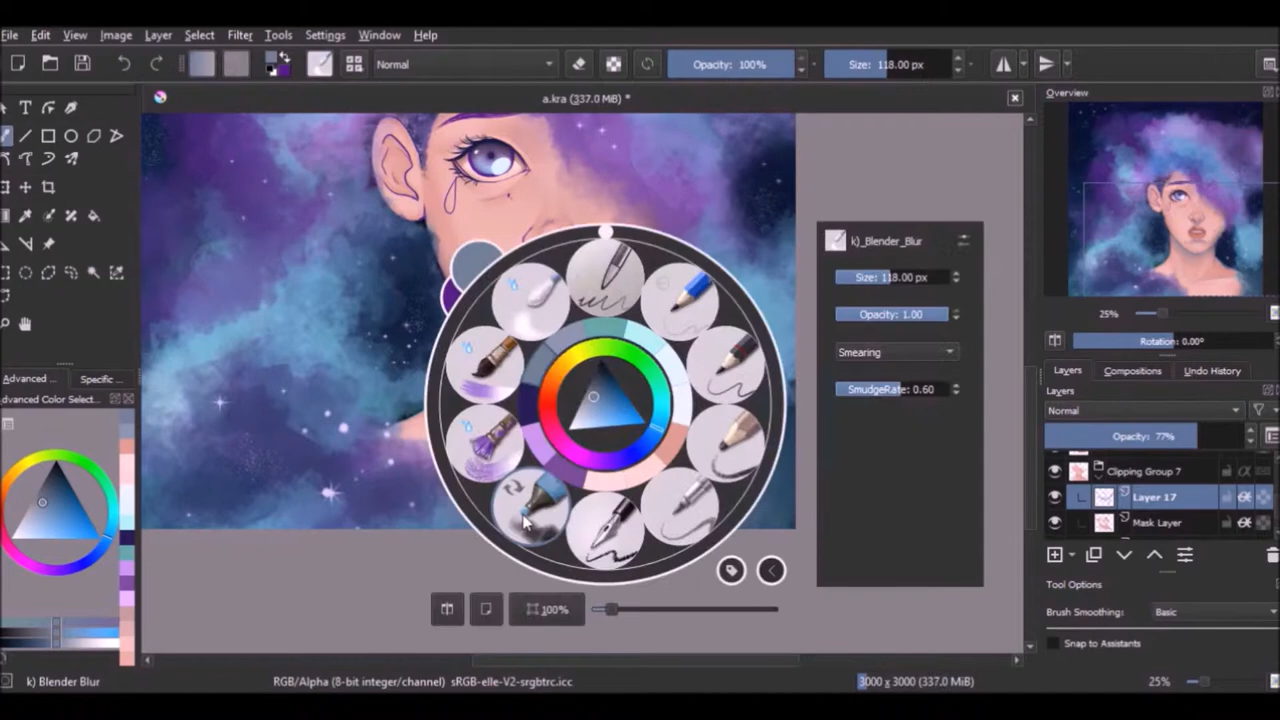 File Edit View Image Layer Select Filter Tools Settings Window Help
Normal Opacity: 100% Size: 118.00 px
a.kra (337.0 MiB) *
Overview
k)_Blender_Blur
Size: 118.00 px
Opacity: 1.00
Smearing
SmudgeRate: 0.60
25%
Rotation: 0.00°
Layers Compositions Undo History
Layers
Normal
Opacity: 77%
Clipping Group 7
Layer 17
Mask Layer
Tool Options
Brush Smoothing: Basic
Snap to Assistants
Advanced ... Specific ...
dvanced Color Select...
100%
k) Blender Blur RGB/Alpha (8-bit integer/channel) sRGB-elle-V2-srgbtrc.icc 3000 x 3000 (337.0 MiB) 25%